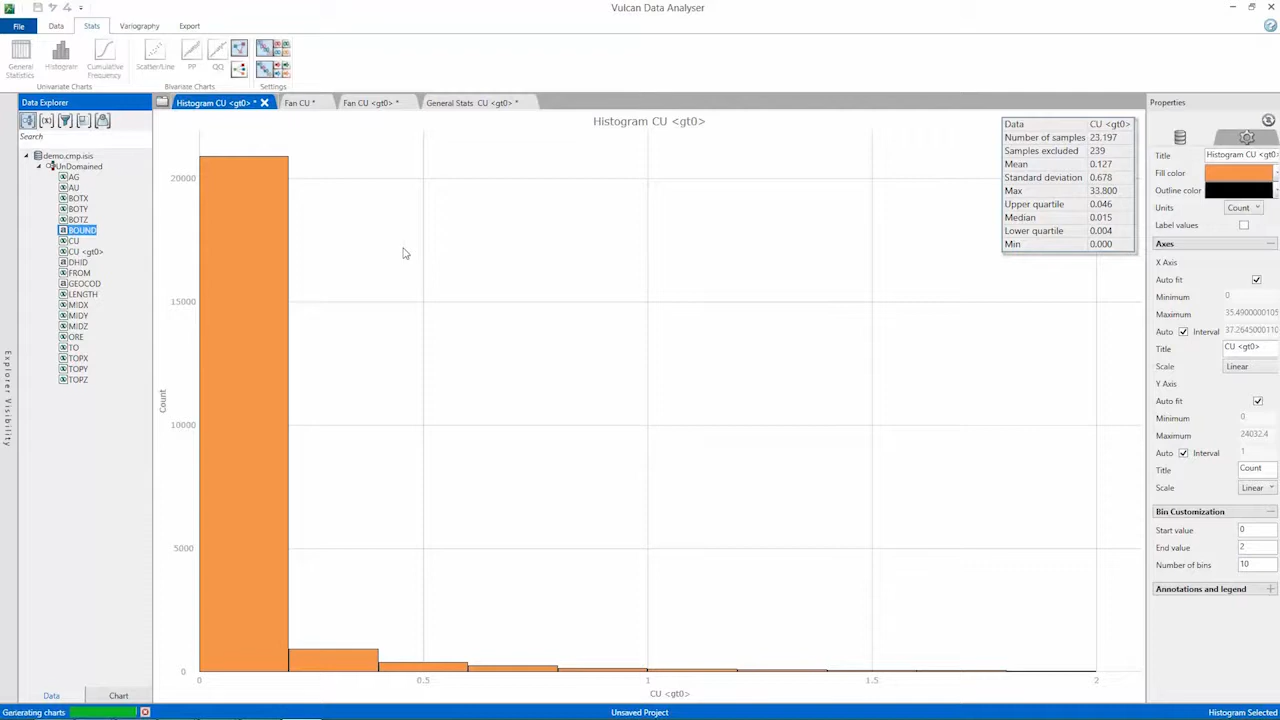 Vulcan Data Analyser
File Data Stats Variography Export
General Statistics
Histogram
Cumulative Frequency
Scatter/Line
PP
QQ
Univariate Charts
Bivariate Charts
Settings
Data Explorer
Search
demo.cmp.isis
UnDomained
AG
AU
BOTX
BOTY
BOTZ
BOUND
CU
CU <gt0>
DHID
FROM
GEOCOD
LENGTH
MIDX
MIDY
MIDZ
ORE
TO
TOPX
TOPY
TOPZ
Explorer Visibility
Data Chart
Histogram CU <gt0> *
Fan CU *
Fan CU <gt0> *
General Stats CU <gt0> *
Histogram CU <gt0>
Data CU <gt0>
Number of samples 23.197
Samples excluded 239
Mean 0.127
Standard deviation 0.678
Max 33.800
Upper quartile 0.046
Median 0.015
Lower quartile 0.004
Min 0.000
20000
15000
10000
5000
0
Count
0 0.5 1 1.5 2
CU <gt0>
Properties
Title Histogram CU <gt0>
Fill color
Outline color
Units Count
Label values
Axes
X Axis
Auto fit
Minimum 0
Maximum 35.4900000105
Auto Interval 37.2645000110
Title CU <gt0>
Scale Linear
Y Axis
Auto fit
Minimum 0
Maximum 24032.4
Auto Interval 1
Title Count
Scale Linear
Bin Customization
Start value 0
End value 2
Number of bins 10
Annotations and legend
Generating charts
Unsaved Project
Histogram Selected